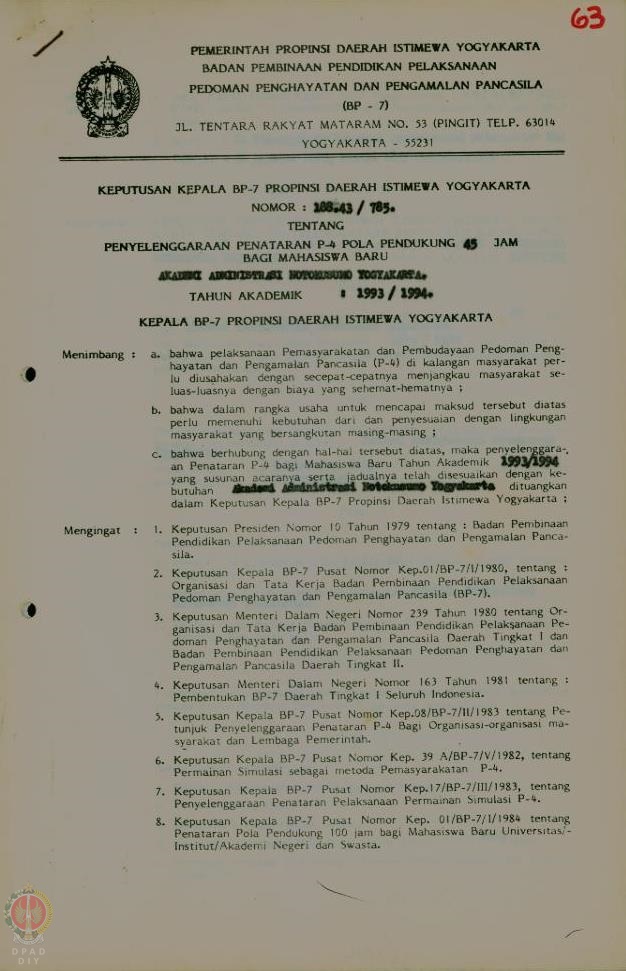 63
PEMERINTAH PROPINSI DAERAH ISTIMEWA YOGYAKARTA
BADAN PEMBINAAN PENDIDIKAN PELAKSANAAN
PEDOMAN PENGHAYATAN DAN PENGAMALAN PANCASILA
(BP - 7)
JL. TENTARA RAKYAT MATARAM NO. 53 (PINGIT) TELP. 63014
YOGYAKARTA - 55231
KEPUTUSAN KEPALA BP-7 PROPINSI DAERAH ISTIMEWA YOGYAKARTA
NOMOR : 188.43 / 785.
TENTANG
PENYELENGGARAAN PENATARAN P-4 POLA PENDUKUNG 45 JAM
BAGI MAHASISWA BARU
AKADEMI ADMINISTRASI NOTOKUSUMO YOGYAKARTA.
TAHUN AKADEMIK : 1993 / 1994.
KEPALA BP-7 PROPINSI DAERAH ISTIMEWA YOGYAKARTA
Menimbang : a. bahwa pelaksanaan Pemasyarakatan dan Pembudayaan Pedoman Peng-
hayatan dan Pengamalan Pancasila (P-4) di kalangan masyarakat per-
lu diusahakan dengan secepat-cepatnya menjangkau masyarakat se-
luas-luasnya dengan biaya yang sehemat-hematnya ;
b. bahwa dalam rangka usaha untuk mencapai maksud tersebut diatas
perlu memenuhi kebutuhan dari dan penyesuaian dengan lingkungan
masyarakat yang bersangkutan masing-masing ;
c. bahwa berhubung dengan hal-hal tersebut diatas, maka penyelenggara-
an Penataran P-4 bagi Mahasiswa Baru Tahun Akademik 1993/1994
yang susunan acaranya serta jadualnya telah disesuaikan dengan ke-
butuhan Akademi Administrasi Notokusumo Yogyakarta dituangkan
dalam Keputusan Kepala BP-7 Propinsi Daerah Istimewa Yogyakarta ;
Mengingat : 1. Keputusan Presiden Nomor 10 Tahun 1979 tentang : Badan Pembinaan
Pendidikan Pelaksanaan Pedoman Penghayatan dan Pengamalan Panca-
sila.
2. Keputusan Kepala BP-7 Pusat Nomor Kep.01/BP-7/I/1980, tentang :
Organisasi dan Tata Kerja Badan Pembinaan Pendidikan Pelaksanaan
Pedoman Penghayatan dan Pengamalan Pancasila (BP-7).
3. Keputusan Menteri Dalam Negeri Nomor 239 Tahun 1980 tentang Or-
ganisasi dan Tata Kerja Badan Pembinaan Pendidikan Pelaksanaan Pe-
doman Penghayatan dan Pengamalan Pancasila Daerah Tingkat I dan
Badan Pembinaan Pendidikan Pelaksanaan Pedoman Penghayatan dan
Pengamalan Pancasila Daerah Tingkat II.
4. Keputusan Menteri Dalam Negeri Nomor 163 Tahun 1981 tentang :
Pembentukan BP-7 Daerah Tingkat I Seluruh Indonesia.
5. Keputusan Kepala BP-7 Pusat Nomor Kep.08/BP-7/II/1983 tentang Pe-
tunjuk Penyelenggaraan Penataran P-4 Bagi Organisasi-organisasi ma-
syarakat dan Lembaga Pemerintah.
6. Keputusan Kepala BP-7 Pusat Nomor Kep. 39 A/BP-7/V/1982, tentang
Permainan Simulasi sebagai metoda Pemasyarakatan P-4.
7. Keputusan Kepala BP-7 Pusat Nomor Kep.17/BP-7/III/1983, tentang
Penyelenggaraan Penataran Pelaksanaan Permainan Simulasi P-4.
8. Keputusan Kepala BP-7 Pusat Nomor Kep. 01/BP-7/I/1984 tentang
Penataran Pola Pendukung 100 jam bagi Mahasiswa Baru Universitas/-
Institut/Akademi Negeri dan Swasta.
DPAD
DIY